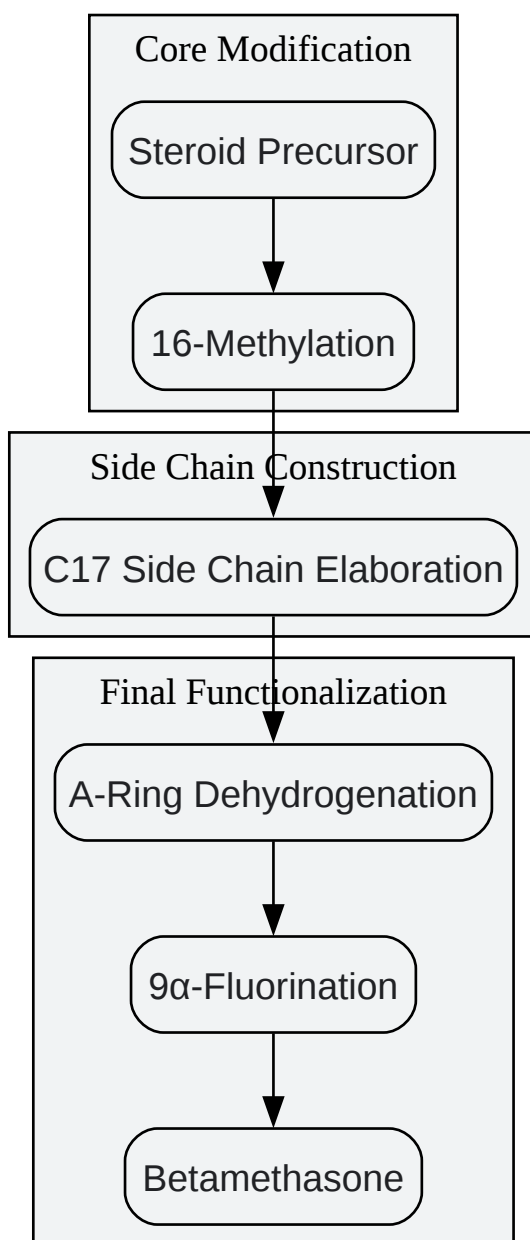 Core Modification
Steroid Precursor
16-Methylation
Side Chain Construction
C17 Side Chain Elaboration
Final Functionalization
A-Ring Dehydrogenation
9α-Fluorination
Betamethasone